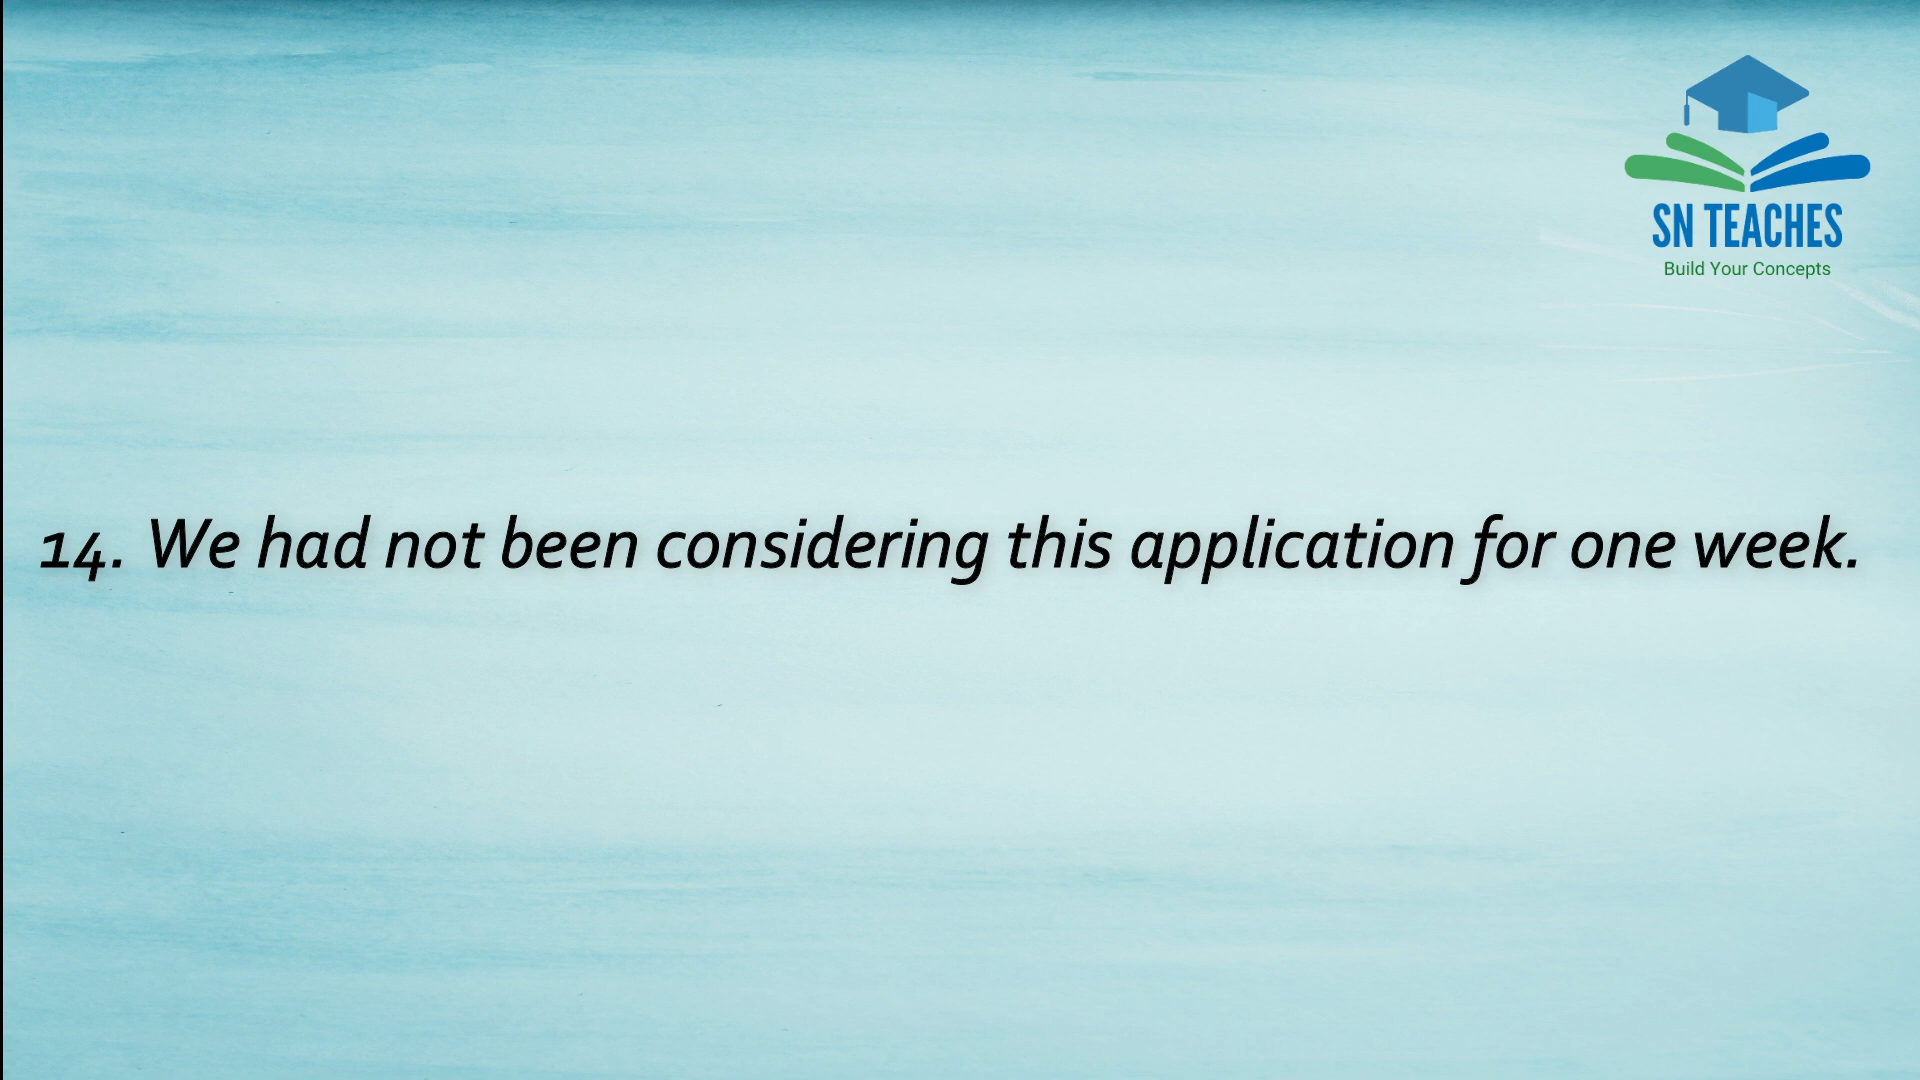 SN TEACHES
Build Your Concepts
14. We had not been considering this application for one week.